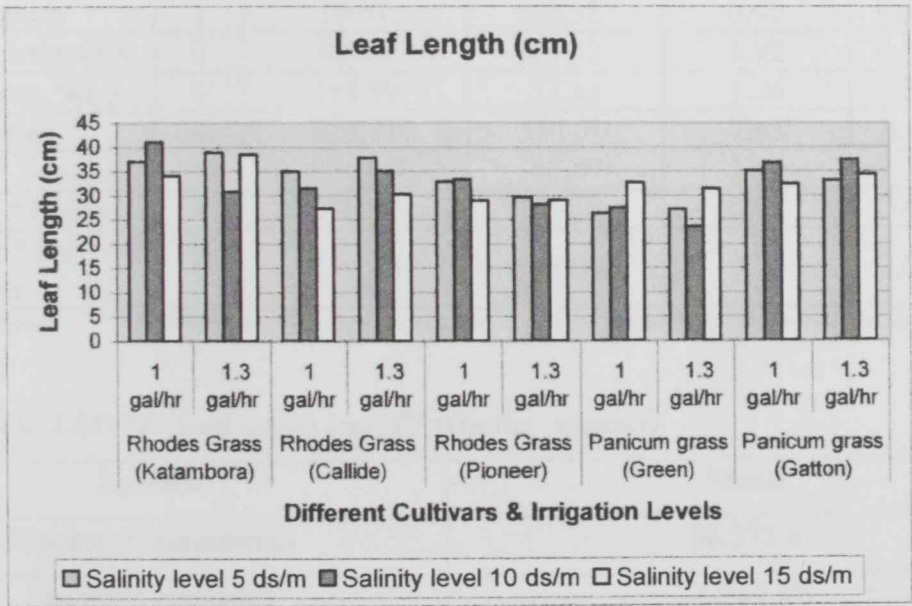 Leaf Length (cm)
Leaf Length (cm)
45
40
35
30
25
20
15
10
5
0
1 1.3 1 1.3 1 1.3 1 1.3 1 1.3
gal/hr gal/hr gal/hr gal/hr gal/hr gal/hr gal/hr gal/hr gal/hr gal/hr
Rhodes Grass Rhodes Grass Rhodes Grass Panicum grass Panicum grass
(Katambora) (Callide) (Pioneer) (Green) (Gatton)
Different Cultivars & Irrigation Levels
Salinity level 5 ds/m Salinity level 10 ds/m Salinity level 15 ds/m